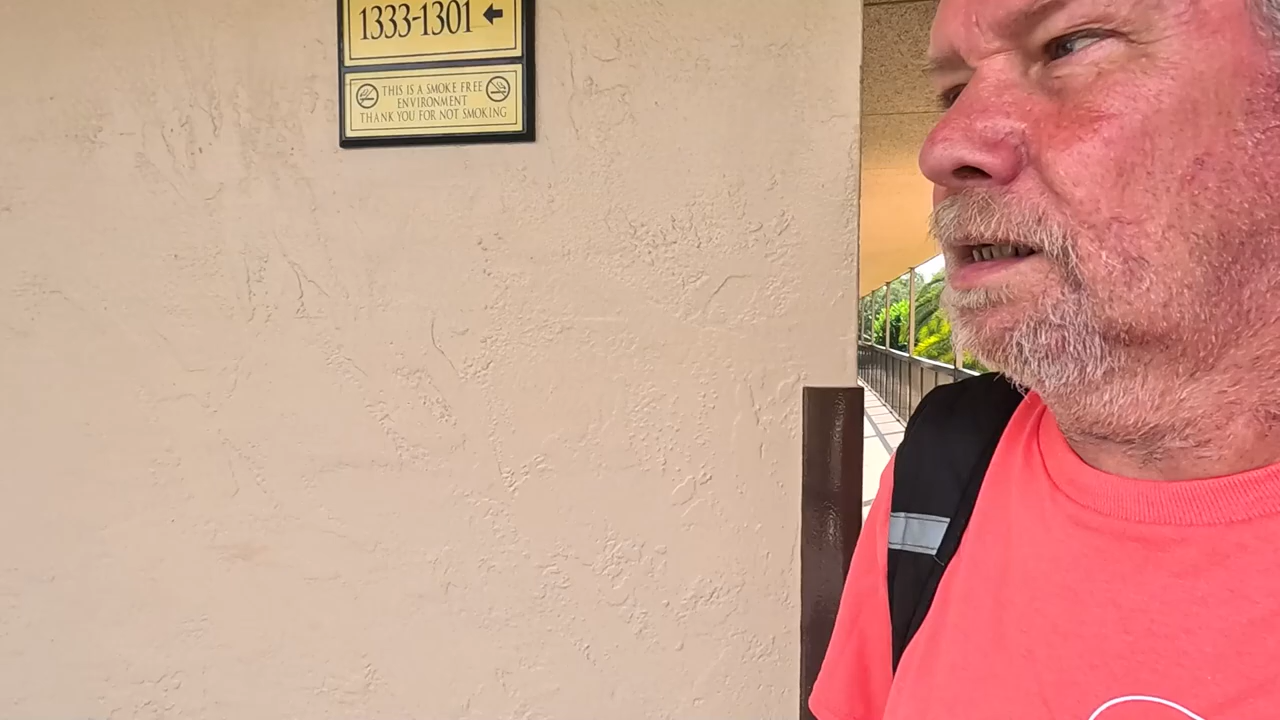 1333-1301 ←
THIS IS A SMOKE FREE
ENVIRONMENT
THANK YOU FOR NOT SMOKING